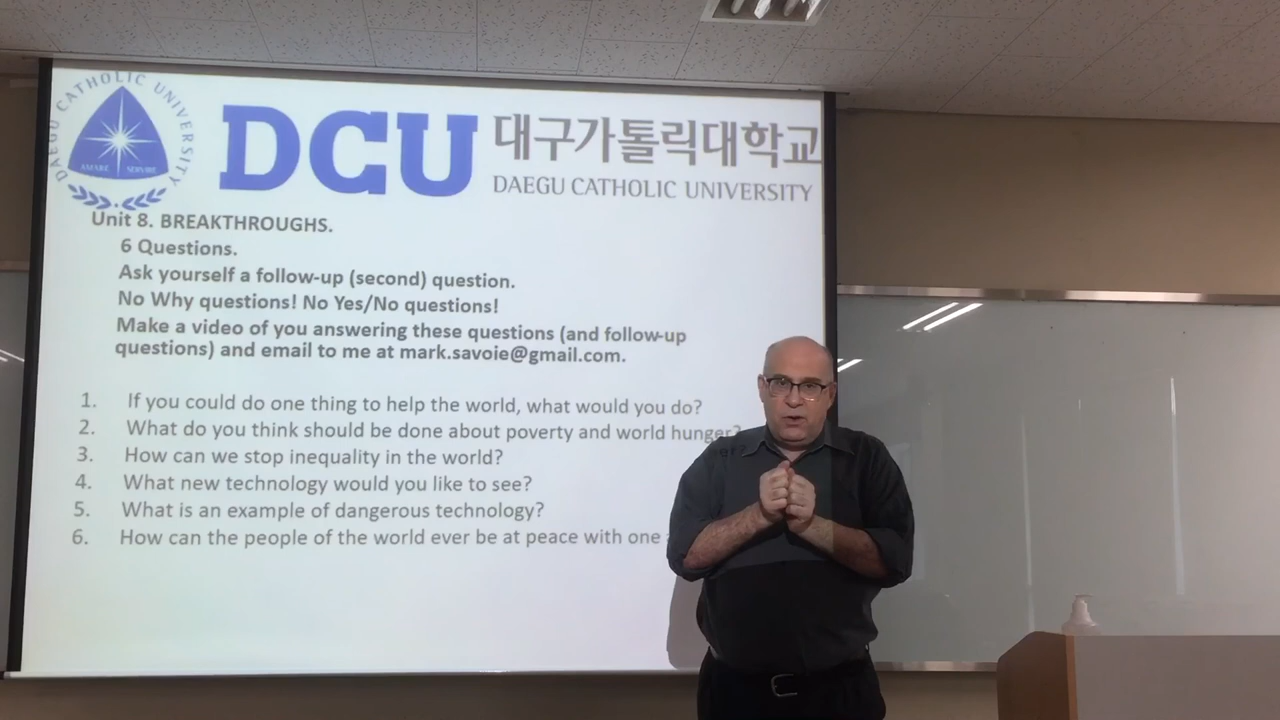 DAEGU CATHOLIC UNIVERSITY
AMARE SERVIRE
DCU
대구가톨릭대학교
DAEGU CATHOLIC UNIVERSITY
Unit 8. BREAKTHROUGHS.
6 Questions.
Ask yourself a follow-up (second) question.
No Why questions! No Yes/No questions!
Make a video of you answering these questions (and follow-up
questions) and email to me at mark.savoie@gmail.com.
1. If you could do one thing to help the world, what would you do?
2. What do you think should be done about poverty and world hunger?
3. How can we stop inequality in the world?
4. What new technology would you like to see?
5. What is an example of dangerous technology?
6. How can the people of the world ever be at peace with one